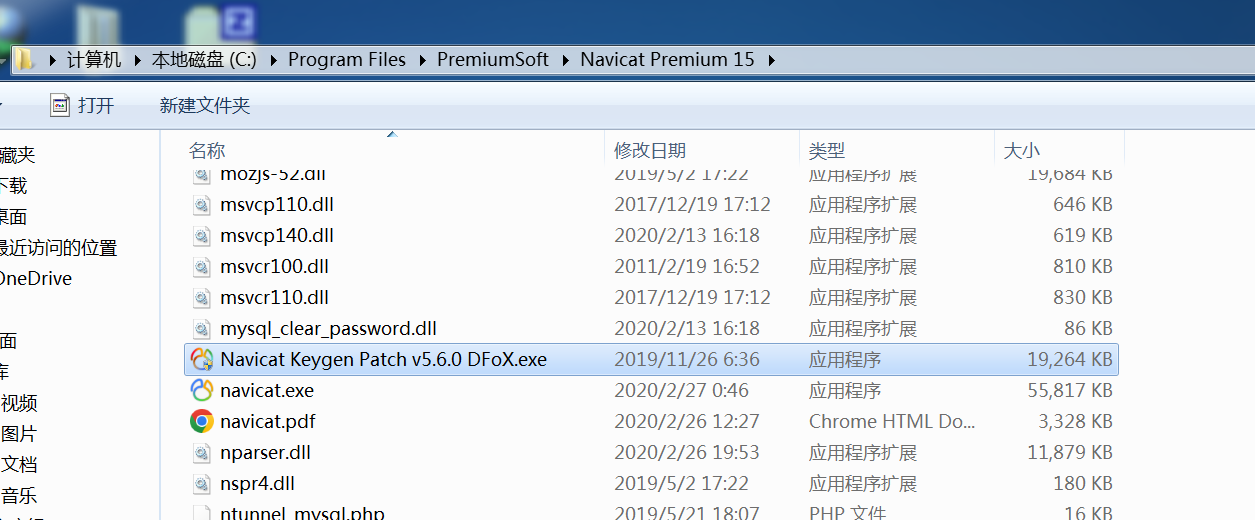 计算机 本地磁盘 (C:) Program Files PremiumSoft Navicat Premium 15
打开 新建文件夹
名称 修改日期 类型 大小
藏夹
下载
桌面
最近访问的位置
OneDrive
面
库
视频
图片
文档
音乐
mozjs-52.dll 2019/5/2 17:22 应用程序扩展 19,684 KB
msvcp110.dll 2017/12/19 17:12 应用程序扩展 646 KB
msvcp140.dll 2020/2/13 16:18 应用程序扩展 619 KB
msvcr100.dll 2011/2/19 16:52 应用程序扩展 810 KB
msvcr110.dll 2017/12/19 17:12 应用程序扩展 830 KB
mysql_clear_password.dll 2020/2/13 16:18 应用程序扩展 86 KB
Navicat Keygen Patch v5.6.0 DFoX.exe 2019/11/26 6:36 应用程序 19,264 KB
navicat.exe 2020/2/27 0:46 应用程序 55,817 KB
navicat.pdf 2020/2/26 12:27 Chrome HTML Do... 3,328 KB
nparser.dll 2020/2/26 19:53 应用程序扩展 11,879 KB
nspr4.dll 2019/5/2 17:22 应用程序扩展 180 KB
ntunnel_mysql.php 2019/5/21 18:07 PHP 文件 16 KB